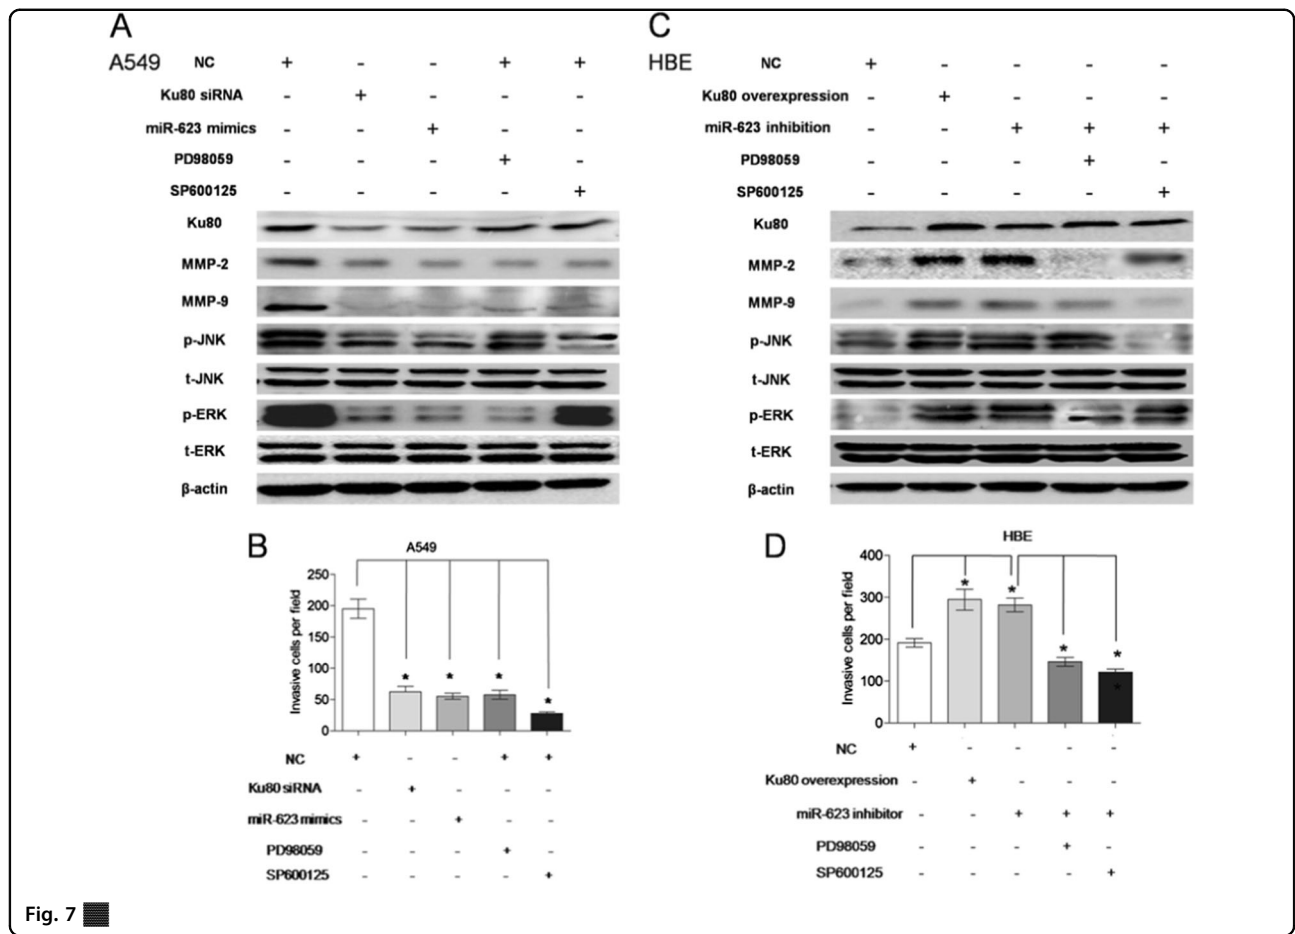 A
A549 NC + - - + +
Ku80 siRNA - + - - -
miR-623 mimics - - + - -
PD98059 - - - + -
SP600125 - - - - +
Ku80
MMP-2
MMP-9
p-JNK
t-JNK
p-ERK
t-ERK
β-actin
B
A549
Invasive cells per field
250
200
150
100
50
0
* * * *
NC + - - + +
Ku80 siRNA - + - - -
miR-623 mimics - - + - -
PD98059 - - - + -
SP600125 - - - - +
C
HBE NC + - - - -
Ku80 overexpression - + - - -
miR-623 inhibition - - + + +
PD98059 - - - + -
SP600125 - - - - +
Ku80
MMP-2
MMP-9
p-JNK
t-JNK
p-ERK
t-ERK
β-actin
D
HBE
Invasive cells per field
400
300
200
100
0
* * * * *
NC + - - - -
Ku80 overexpression - + - - -
miR-623 inhibitor - - + + +
PD98059 - - - + -
SP600125 - - - - +
Fig. 7